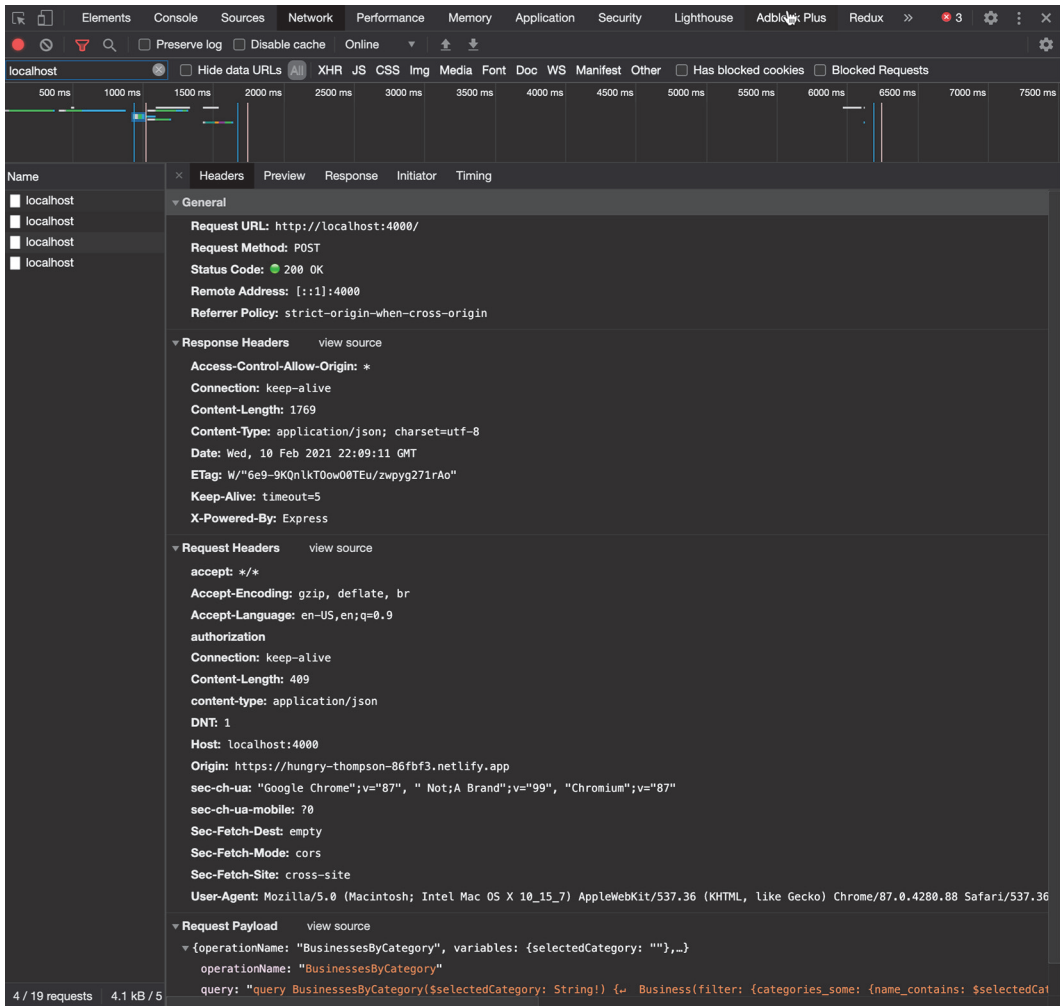 Elements Console Sources Network Performance Memory Application Security Lighthouse Adblock Plus Redux » 3
Preserve log Disable cache Online
localhost Hide data URLs All XHR JS CSS Img Media Font Doc WS Manifest Other Has blocked cookies Blocked Requests
500 ms 1000 ms 1500 ms 2000 ms 2500 ms 3000 ms 3500 ms 4000 ms 4500 ms 5000 ms 5500 ms 6000 ms 6500 ms 7000 ms 7500 ms
Name × Headers Preview Response Initiator Timing
localhost
localhost
localhost
localhost
General
Request URL: http://localhost:4000/
Request Method: POST
Status Code: 200 OK
Remote Address: [::1]:4000
Referrer Policy: strict-origin-when-cross-origin
Response Headers view source
Access-Control-Allow-Origin: *
Connection: keep-alive
Content-Length: 1769
Content-Type: application/json; charset=utf-8
Date: Wed, 10 Feb 2021 22:09:11 GMT
ETag: W/"6e9-9KQnlkTOowO0TEu/zwpyg271rAo"
Keep-Alive: timeout=5
X-Powered-By: Express
Request Headers view source
accept: */*
Accept-Encoding: gzip, deflate, br
Accept-Language: en-US,en;q=0.9
authorization
Connection: keep-alive
Content-Length: 409
content-type: application/json
DNT: 1
Host: localhost:4000
Origin: https://hungry-thompson-86fbf3.netlify.app
sec-ch-ua: "Google Chrome";v="87", " Not;A Brand";v="99", "Chromium";v="87"
sec-ch-ua-mobile: ?0
Sec-Fetch-Dest: empty
Sec-Fetch-Mode: cors
Sec-Fetch-Site: cross-site
User-Agent: Mozilla/5.0 (Macintosh; Intel Mac OS X 10_15_7) AppleWebKit/537.36 (KHTML, like Gecko) Chrome/87.0.4280.88 Safari/537.36
Request Payload view source
{operationName: "BusinessesByCategory", variables: {selectedCategory: ""},…}
operationName: "BusinessesByCategory"
query: "query BusinessesByCategory($selectedCategory: String!) {↵ Business(filter: {categories_some: {name_contains: $selectedCat
4 / 19 requests 4.1 kB / 5